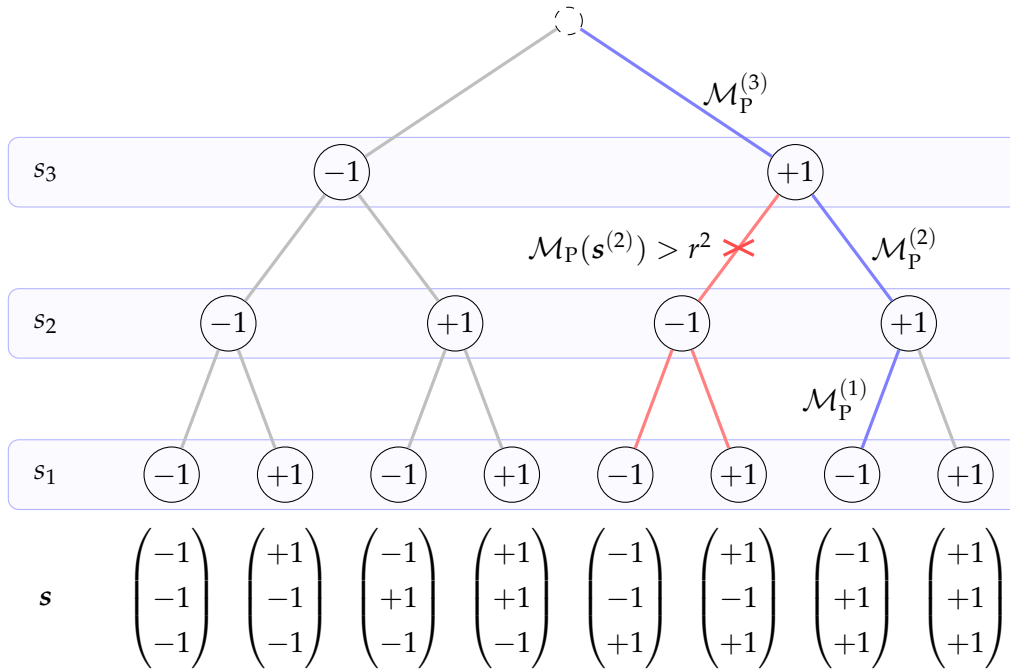 $\mathcal{M}_{\mathrm{P}}^{(3)}$
$s_3$ −1 +1
$\mathcal{M}_{\mathrm{P}}(\boldsymbol{s}^{(2)}) > r^2$ $\mathcal{M}_{\mathrm{P}}^{(2)}$
$s_2$ −1 +1 −1 +1
$\mathcal{M}_{\mathrm{P}}^{(1)}$
$s_1$ −1 +1 −1 +1 −1 +1 −1 +1
−1 +1 −1 +1 −1 +1 −1 +1
$\boldsymbol{s}$ −1 −1 +1 +1 −1 −1 +1 +1
−1 −1 −1 −1 +1 +1 +1 +1